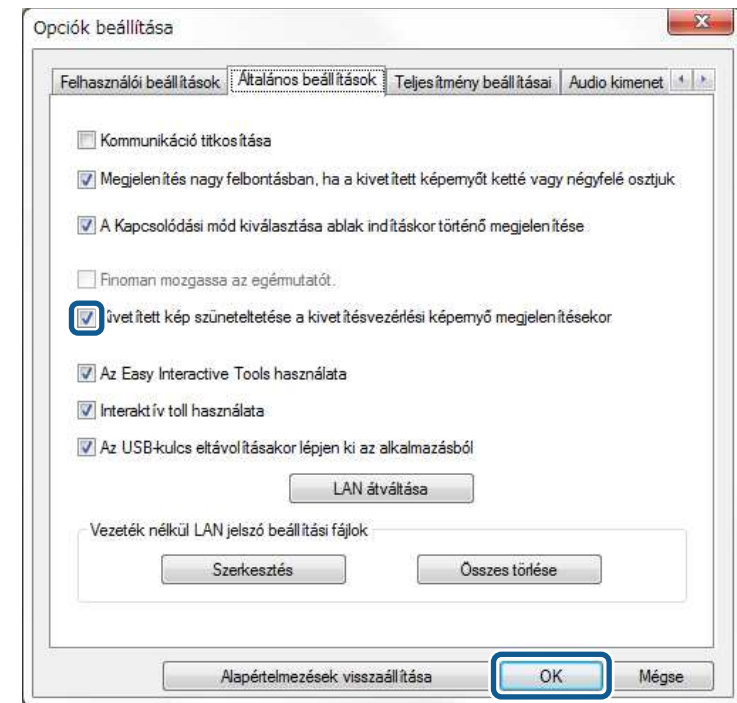 Opciók beállítása
Felhasználói beállítások Általános beállítások Teljesítmény beállításai Audio kimenet
Kommunikáció titkosítása
Megjelenítés nagy felbontásban, ha a kivetített képernyőt ketté vagy négyfelé osztjuk
A Kapcsolódási mód kiválasztása ablak indításkor történő megjelenítése
Finoman mozgassa az egérmutatót.
kép szüneteltetése a kivetítésvezérlési képernyő megjelenítésekor
Az Easy Interactive Tools használata
Interaktív toll használata
Az USB-kulcs eltávolításakor lépjen ki az alkalmazásból
LAN átváltása
Vezeték nélkül LAN jelszó beállítási fájlok
Szerkesztés Összes törlése
Alapértelmezések visszaállítása OK Mégse